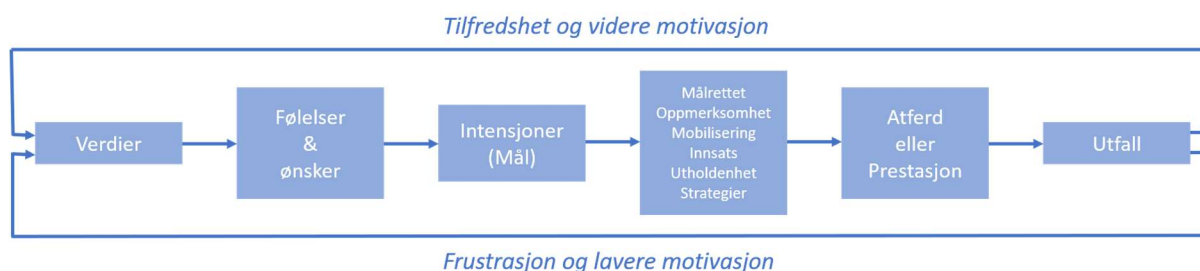 Tilfredshet og videre motivasjon
Verdier
Følelser
&
ønsker
Intensjoner
(Mål)
Målrettet
Oppmerksomhet
Mobilisering
Innsats
Utholdenhet
Strategier
Atferd
eller
Prestasjon
Utfall
Frustrasjon og lavere motivasjon